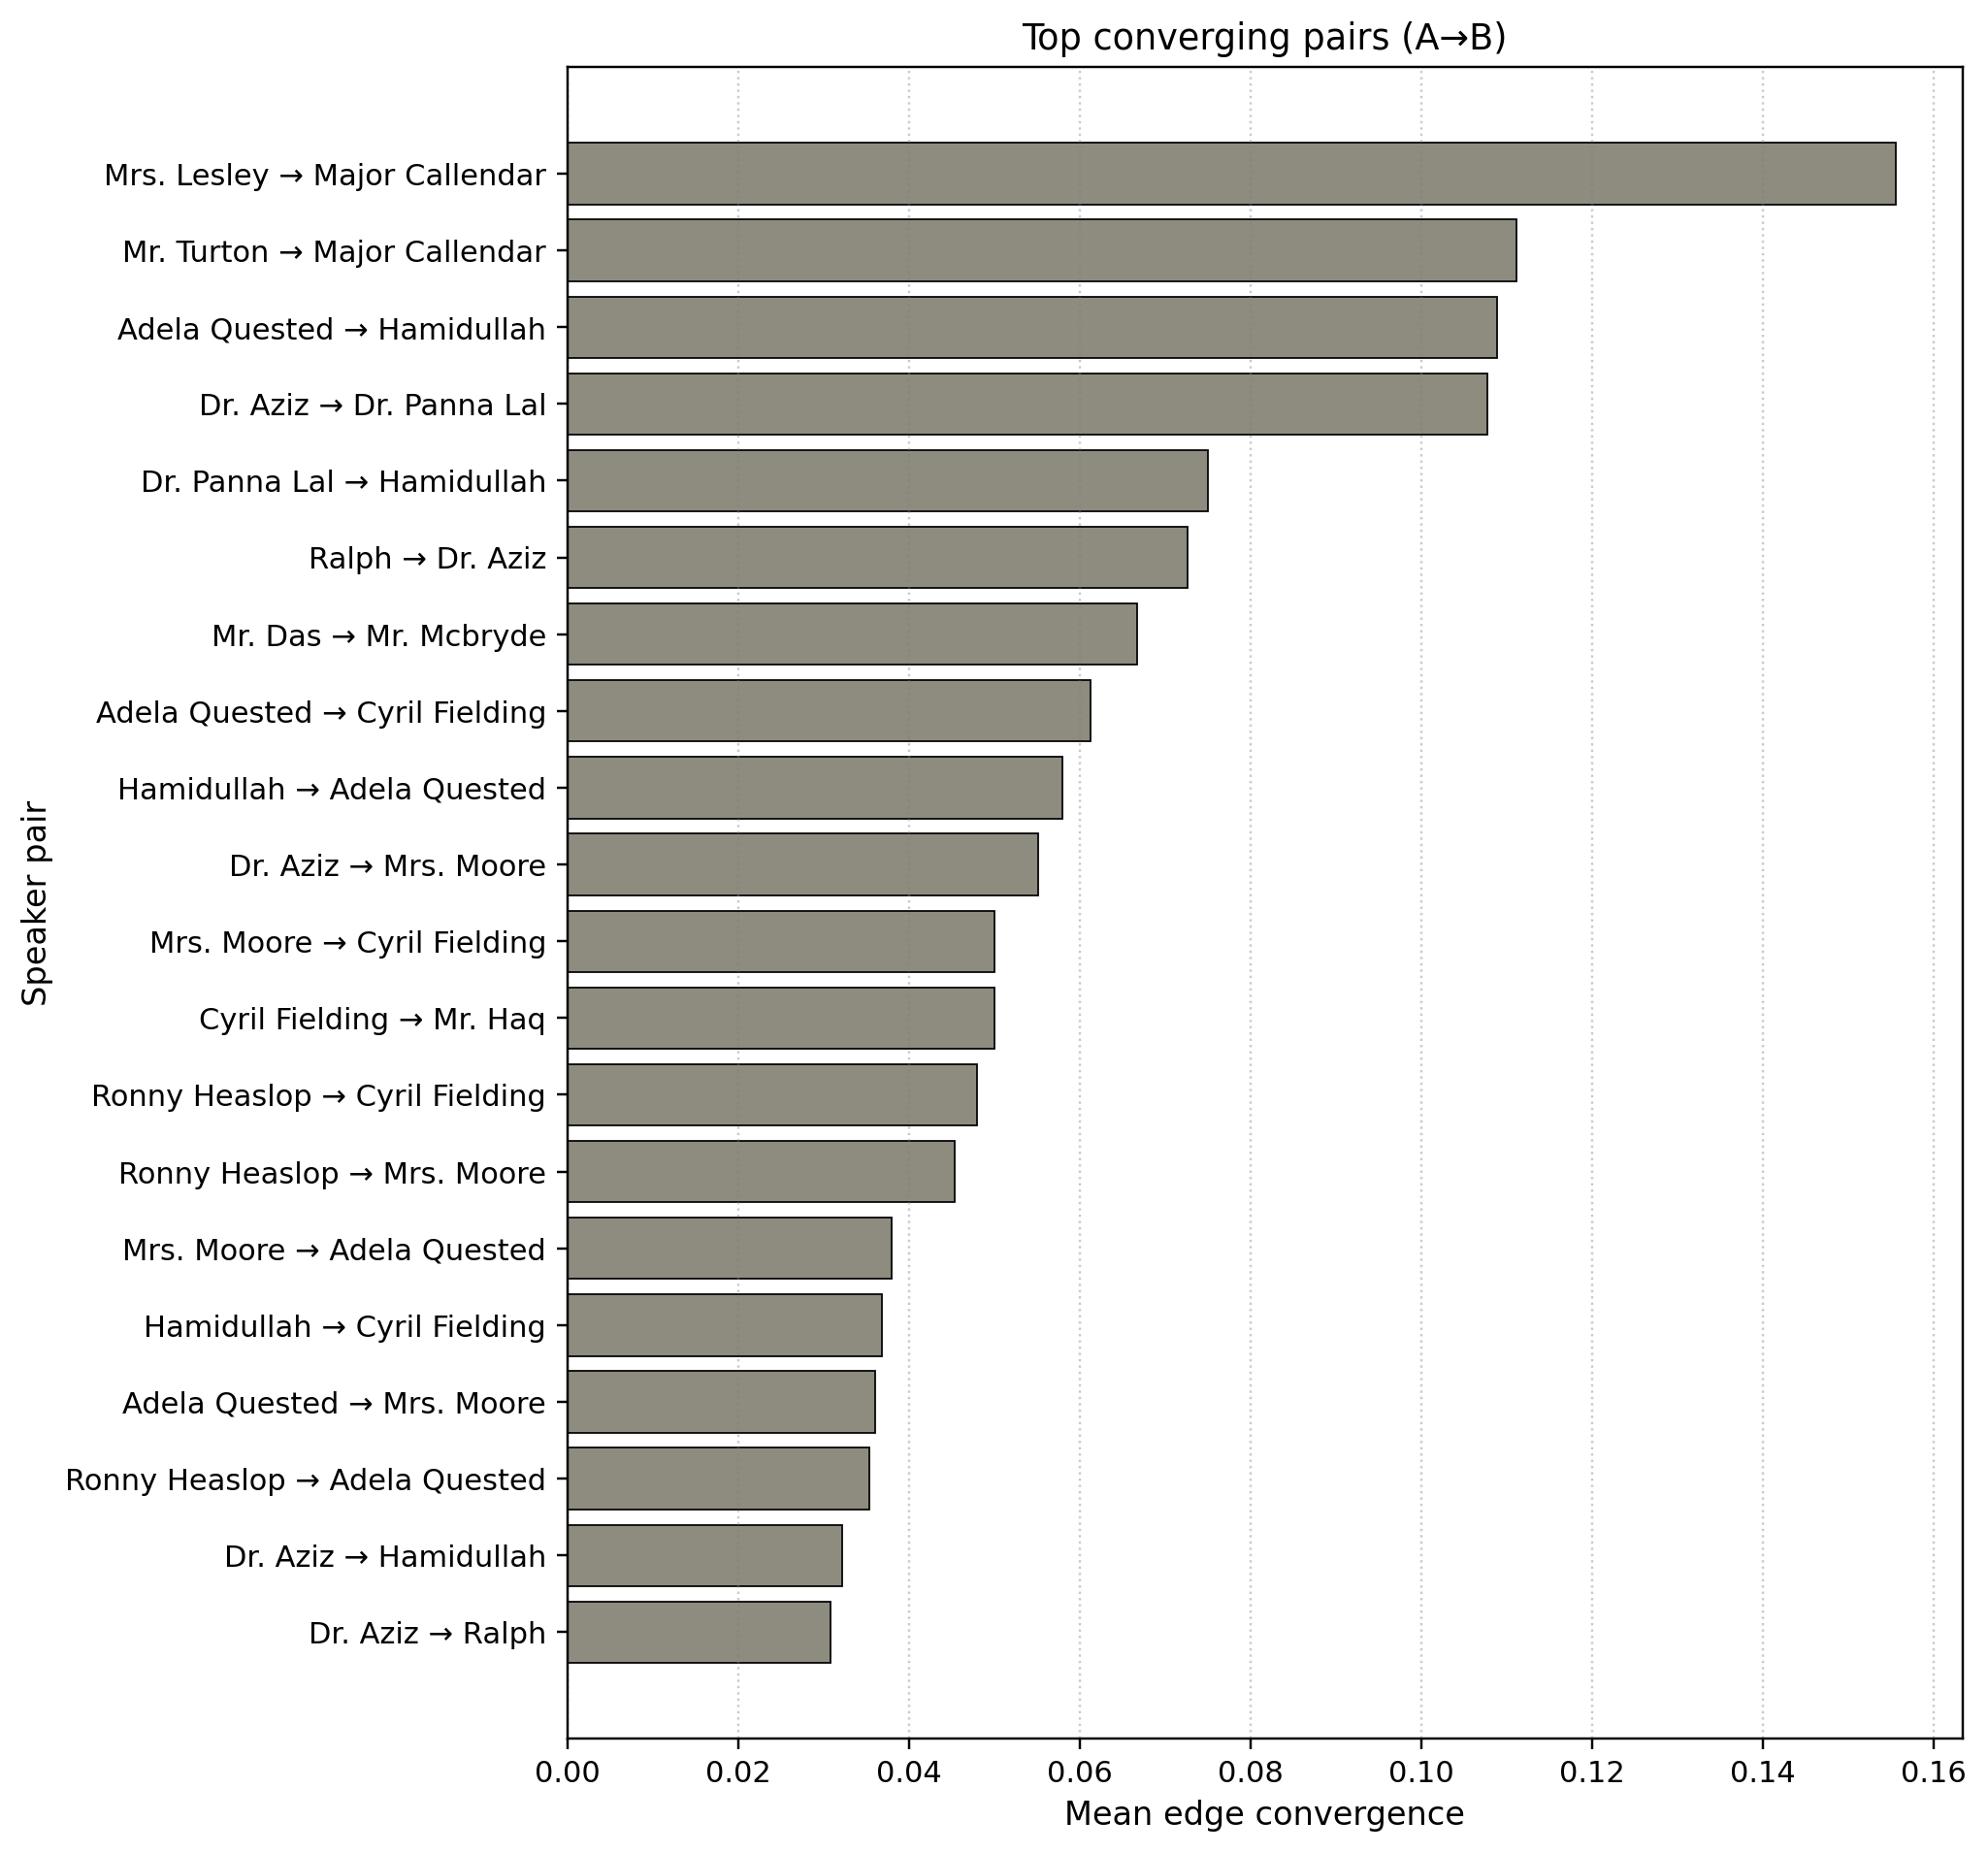 Top converging pairs (A→B)
Speaker pair
Mrs. Lesley → Major Callendar
Mr. Turton → Major Callendar
Adela Quested → Hamidullah
Dr. Aziz → Dr. Panna Lal
Dr. Panna Lal → Hamidullah
Ralph → Dr. Aziz
Mr. Das → Mr. Mcbryde
Adela Quested → Cyril Fielding
Hamidullah → Adela Quested
Dr. Aziz → Mrs. Moore
Mrs. Moore → Cyril Fielding
Cyril Fielding → Mr. Haq
Ronny Heaslop → Cyril Fielding
Ronny Heaslop → Mrs. Moore
Mrs. Moore → Adela Quested
Hamidullah → Cyril Fielding
Adela Quested → Mrs. Moore
Ronny Heaslop → Adela Quested
Dr. Aziz → Hamidullah
Dr. Aziz → Ralph
0.00 0.02 0.04 0.06 0.08 0.10 0.12 0.14 0.16
Mean edge convergence